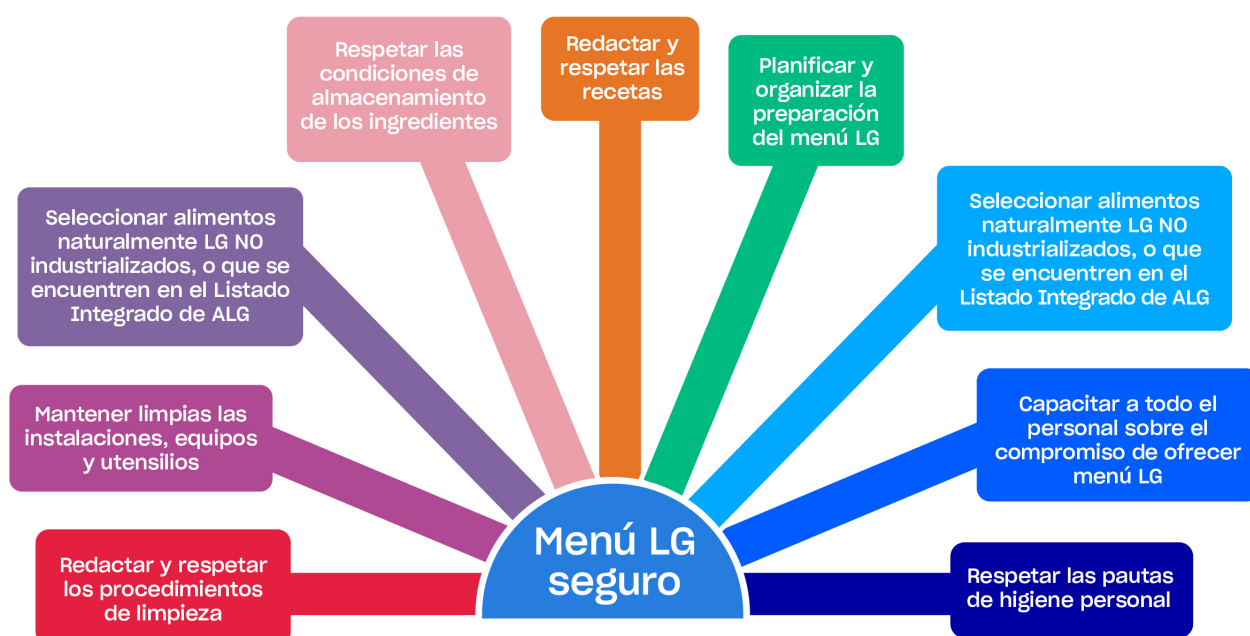 Respetar las
condiciones de
almacenamiento
de los ingredientes
Redactar y
respetar las
recetas
Planificar y
organizar la
preparación
del menú LG
Seleccionar alimentos
naturalmente LG NO
industrializados, o que se
encuentren en el Listado
Integrado de ALG
Seleccionar alimentos
naturalmente LG NO
industrializados, o que
se encuentren en el
Listado Integrado de ALG
Mantener limpias las
instalaciones, equipos
y utensilios
Capacitar a todo el
personal sobre el
compromiso de ofrecer
menú LG
Redactar y respetar
los procedimientos
de limpieza
Menú LG
seguro
Respetar las pautas
de higiene personal